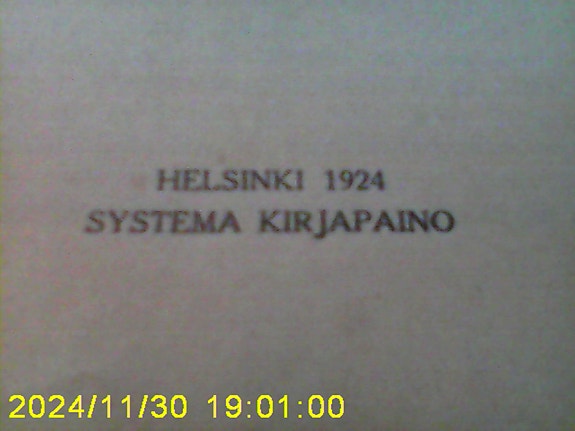 HELSINKI 1924
SYSTEMA KIRJAPAINO
2024/11/30 19:01:00